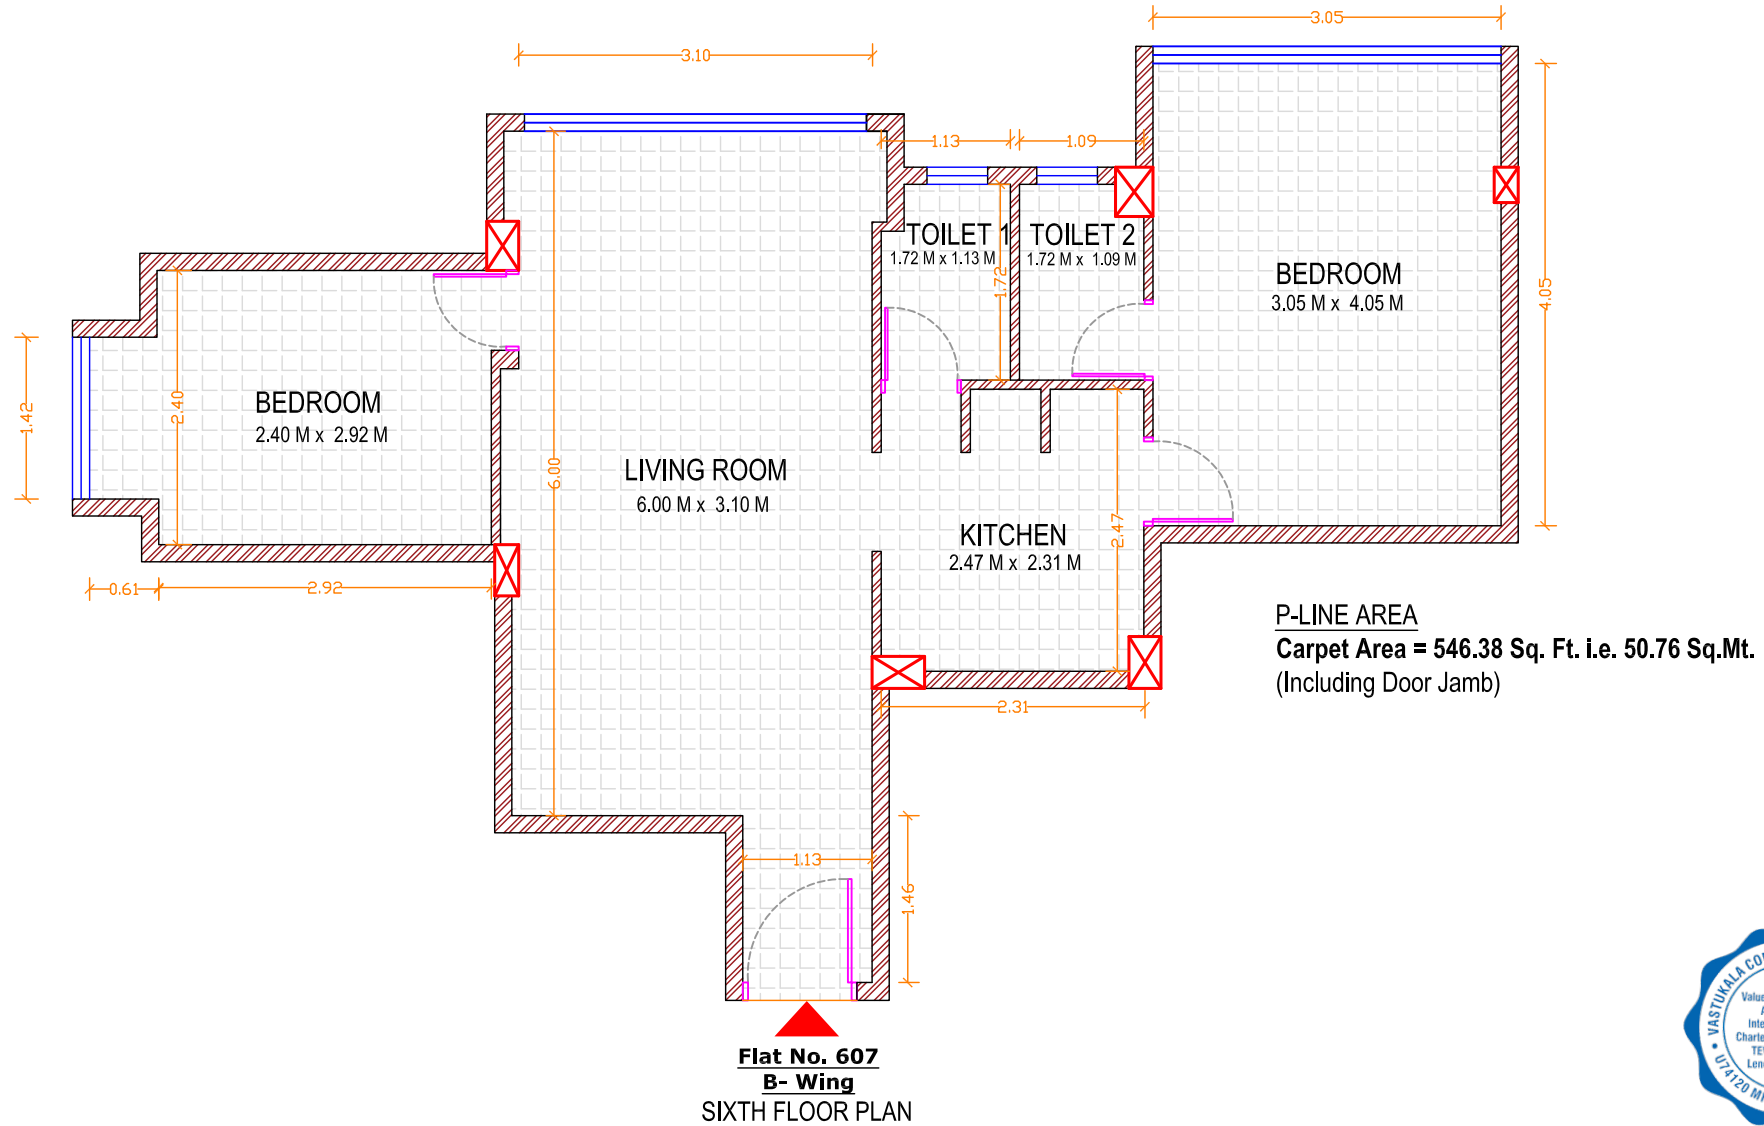 3.05
3.10
1.13
1.09
TOILET 1
1.72 M x 1.13 M
TOILET 2
1.72 M x 1.09 M
1.72
BEDROOM
3.05 M x 4.05 M
4.05
BEDROOM
2.40 M x 2.92 M
2.40
1.42
LIVING ROOM
6.00 M x 3.10 M
6.00
KITCHEN
2.47 M x 2.31 M
2.47
0.61
2.92
P-LINE AREA
Carpet Area = 546.38 Sq. Ft. i.e. 50.76 Sq.Mt.
(Including Door Jamb)
2.31
1.13
1.46
Flat No. 607
B- Wing
SIXTH FLOOR PLAN
VASTUKALA
U74120